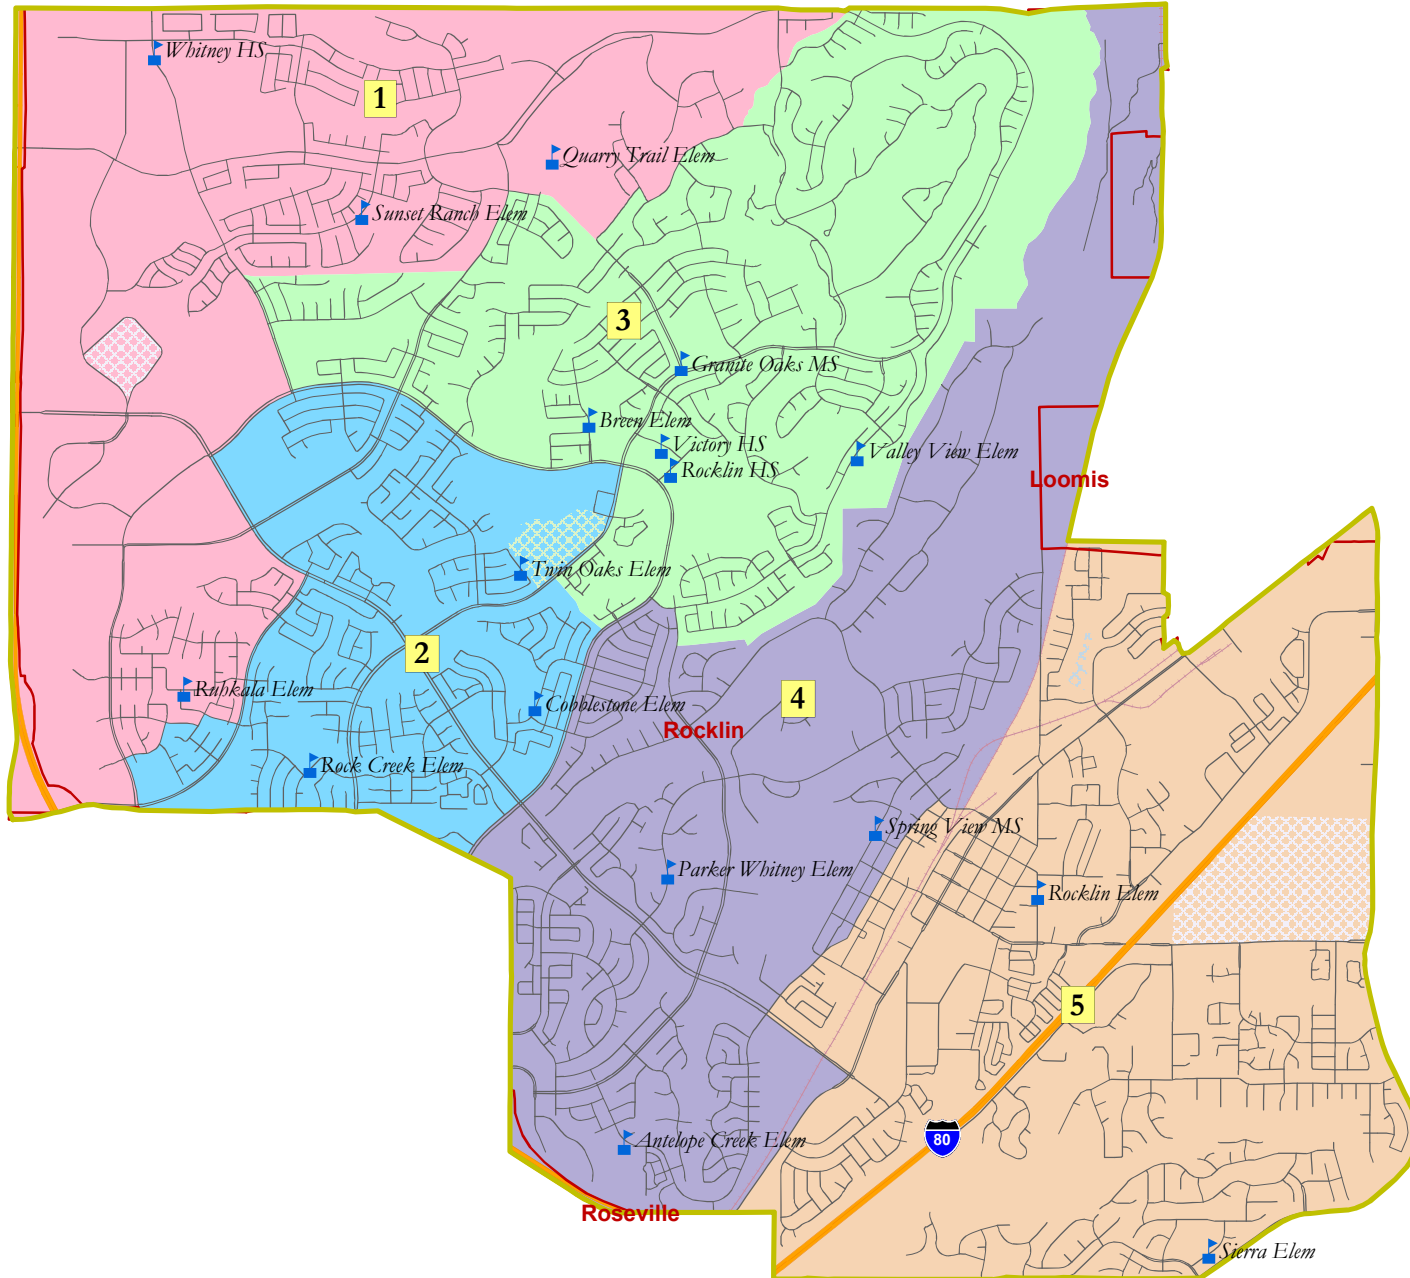 Whitney HS
1
Quarry Trail Elem
Sunset Ranch Elem
3
Granite Oaks MS
Breen Elem
Victory HS
Rocklin HS
Valley View Elem
Loomis
Twin Oaks Elem
2
Ruhkala Elem
Cobblestone Elem
4
Rocklin
Rock Creek Elem
Spring View MS
Parker Whitney Elem
Rocklin Elem
5
80
Antelope Creek Elem
Roseville
Sierra Elem